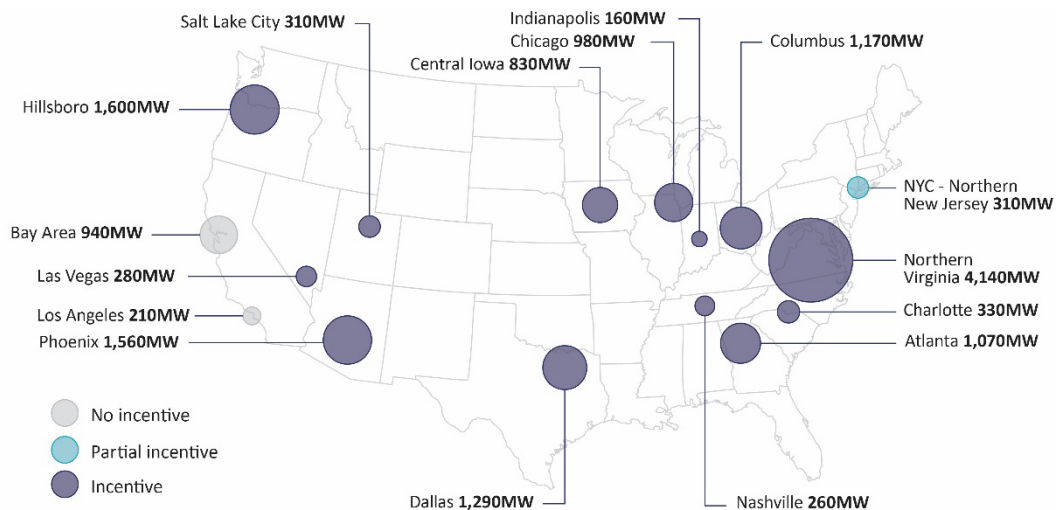 Salt Lake City 310MW
Indianapolis 160MW
Chicago 980MW
Central Iowa 830MW
Columbus 1,170MW
Hillsboro 1,600MW
NYC - Northern
New Jersey 310MW
Bay Area 940MW
Las Vegas 280MW
Northern
Virginia 4,140MW
Los Angeles 210MW
Charlotte 330MW
Phoenix 1,560MW
Atlanta 1,070MW
No incentive
Partial incentive
Incentive
Dallas 1,290MW
Nashville 260MW